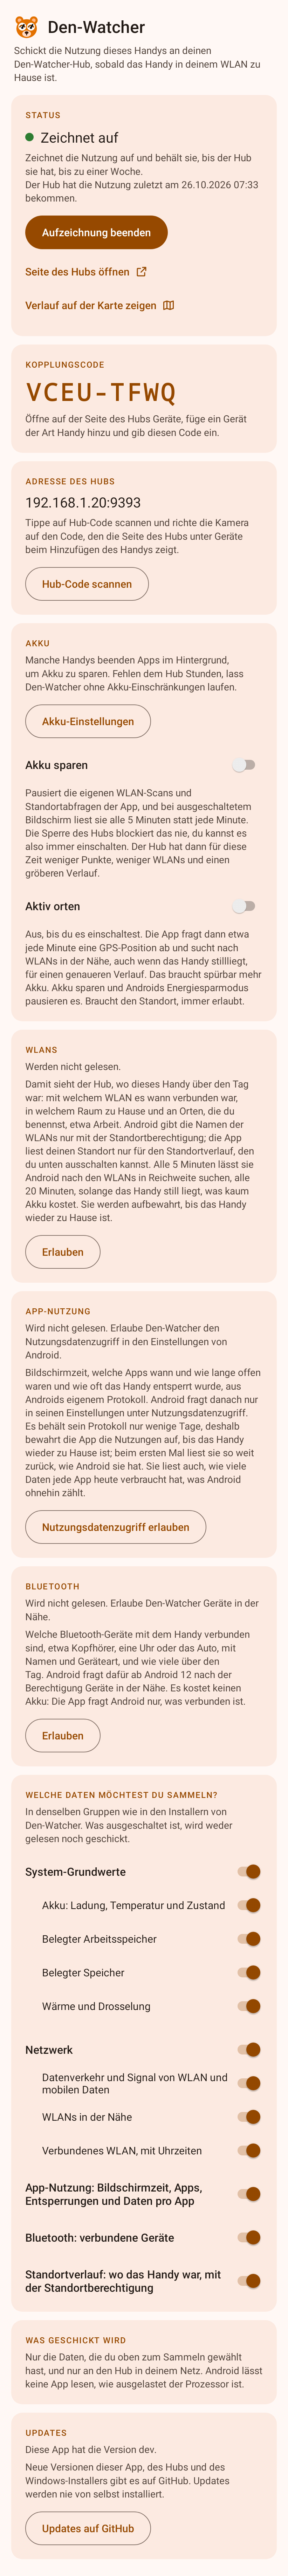 Den-Watcher
Schickt die Nutzung dieses Handys an deinen
Den-Watcher-Hub, sobald das Handy in deinem WLAN zu
Hause ist.
STATUS
Zeichnet auf
Zeichnet die Nutzung auf und behält sie, bis der Hub
sie hat, bis zu einer Woche.
Der Hub hat die Nutzung zuletzt am 26.10.2026 07:33
bekommen.
Aufzeichnung beenden
Seite des Hubs öffnen
Verlauf auf der Karte zeigen
KOPPLUNGSCODE
VCEU-TFWQ
Öffne auf der Seite des Hubs Geräte, füge ein Gerät
der Art Handy hinzu und gib diesen Code ein.
ADRESSE DES HUBS
192.168.1.20:9393
Tippe auf Hub-Code scannen und richte die Kamera
auf den Code, den die Seite des Hubs unter Geräte
beim Hinzufügen des Handys zeigt.
Hub-Code scannen
AKKU
Manche Handys beenden Apps im Hintergrund,
um Akku zu sparen. Fehlen dem Hub Stunden, lass
Den-Watcher ohne Akku-Einschränkungen laufen.
Akku-Einstellungen
Akku sparen
Pausiert die eigenen WLAN-Scans und
Standortabfragen der App, und bei ausgeschaltetem
Bildschirm liest sie alle 5 Minuten statt jede Minute.
Die Sperre des Hubs blockiert das nie, du kannst es
also immer einschalten. Der Hub hat dann für diese
Zeit weniger Punkte, weniger WLANs und einen
gröberen Verlauf.
Aktiv orten
Aus, bis du es einschaltest. Die App fragt dann etwa
jede Minute eine GPS-Position ab und sucht nach
WLANs in der Nähe, auch wenn das Handy stillliegt,
für einen genaueren Verlauf. Das braucht spürbar mehr
Akku. Akku sparen und Androids Energiesparmodus
pausieren es. Braucht den Standort, immer erlaubt.
WLANS
Werden nicht gelesen.
Damit sieht der Hub, wo dieses Handy über den Tag
war: mit welchem WLAN es wann verbunden war,
in welchem Raum zu Hause und an Orten, die du
benennst, etwa Arbeit. Android gibt die Namen der
WLANs nur mit der Standortberechtigung; die App
liest deinen Standort nur für den Standortverlauf, den
du unten ausschalten kannst. Alle 5 Minuten lässt sie
Android nach den WLANs in Reichweite suchen, alle
20 Minuten, solange das Handy still liegt, was kaum
Akku kostet. Sie werden aufbewahrt, bis das Handy
wieder zu Hause ist.
Erlauben
APP-NUTZUNG
Wird nicht gelesen. Erlaube Den-Watcher den
Nutzungsdatenzugriff in den Einstellungen von
Android.
Bildschirmzeit, welche Apps wann und wie lange offen
waren und wie oft das Handy entsperrt wurde, aus
Androids eigenem Protokoll. Android fragt danach nur
in seinen Einstellungen unter Nutzungsdatenzugriff.
Es behält sein Protokoll nur wenige Tage, deshalb
bewahrt die App die Nutzungen auf, bis das Handy
wieder zu Hause ist; beim ersten Mal liest sie so weit
zurück, wie Android sie hat. Sie liest auch, wie viele
Daten jede App heute verbraucht hat, was Android
ohnehin zählt.
Nutzungsdatenzugriff erlauben
BLUETOOTH
Wird nicht gelesen. Erlaube Den-Watcher Geräte in der
Nähe.
Welche Bluetooth-Geräte mit dem Handy verbunden
sind, etwa Kopfhörer, eine Uhr oder das Auto, mit
Namen und Geräteart, und wie viele über den
Tag. Android fragt dafür ab Android 12 nach der
Berechtigung Geräte in der Nähe. Es kostet keinen
Akku: Die App fragt Android nur, was verbunden ist.
Erlauben
WELCHE DATEN MÖCHTEST DU SAMMELN?
In denselben Gruppen wie in den Installern von
Den-Watcher. Was ausgeschaltet ist, wird weder
gelesen noch geschickt.
System-Grundwerte
Akku: Ladung, Temperatur und Zustand
Belegter Arbeitsspeicher
Belegter Speicher
Wärme und Drosselung
Netzwerk
Datenverkehr und Signal von WLAN und
mobilen Daten
WLANs in der Nähe
Verbundenes WLAN, mit Uhrzeiten
App-Nutzung: Bildschirmzeit, Apps,
Entsperrungen und Daten pro App
Bluetooth: verbundene Geräte
Standortverlauf: wo das Handy war, mit
der Standortberechtigung
WAS GESCHICKT WIRD
Nur die Daten, die du oben zum Sammeln gewählt
hast, und nur an den Hub in deinem Netz. Android lässt
keine App lesen, wie ausgelastet der Prozessor ist.
UPDATES
Diese App hat die Version dev.
Neue Versionen dieser App, des Hubs und des
Windows-Installers gibt es auf GitHub. Updates
werden nie von selbst installiert.
Updates auf GitHub